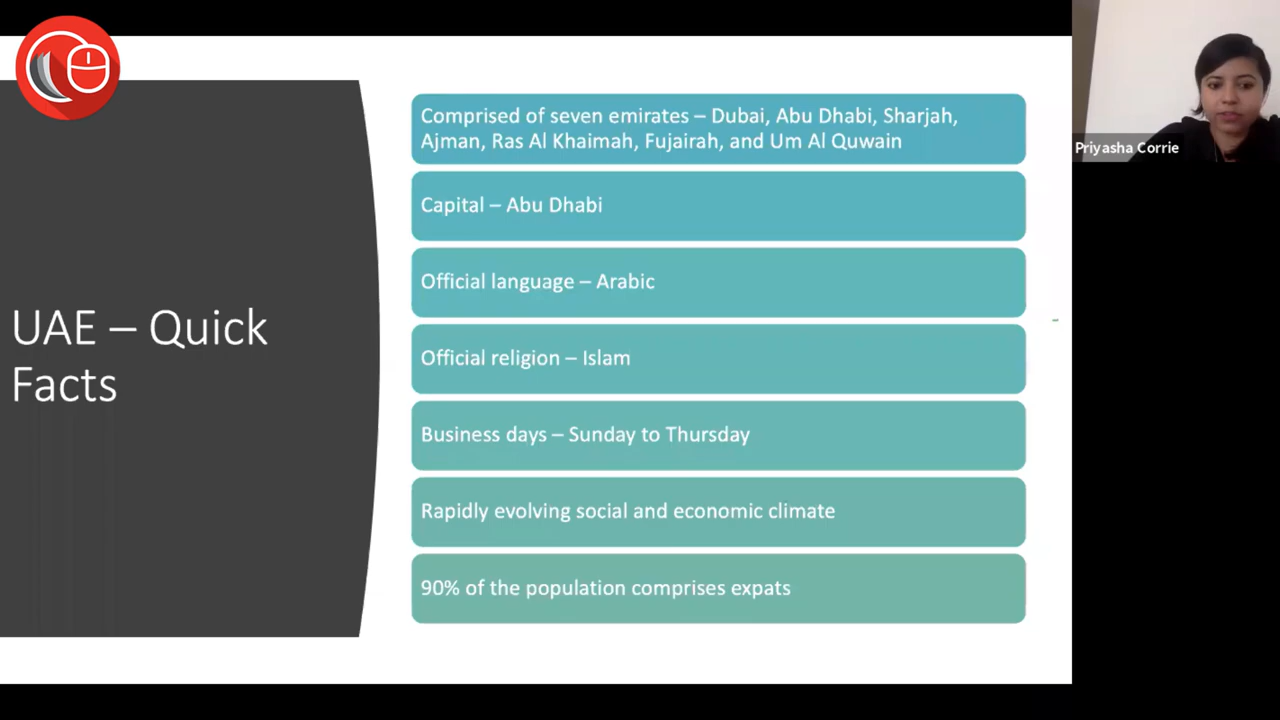 UAE – Quick
Facts
Comprised of seven emirates – Dubai, Abu Dhabi, Sharjah,
Ajman, Ras Al Khaimah, Fujairah, and Um Al Quwain
Capital – Abu Dhabi
Official language – Arabic
Official religion – Islam
Business days – Sunday to Thursday
Rapidly evolving social and economic climate
90% of the population comprises expats
Priyasha Corrie